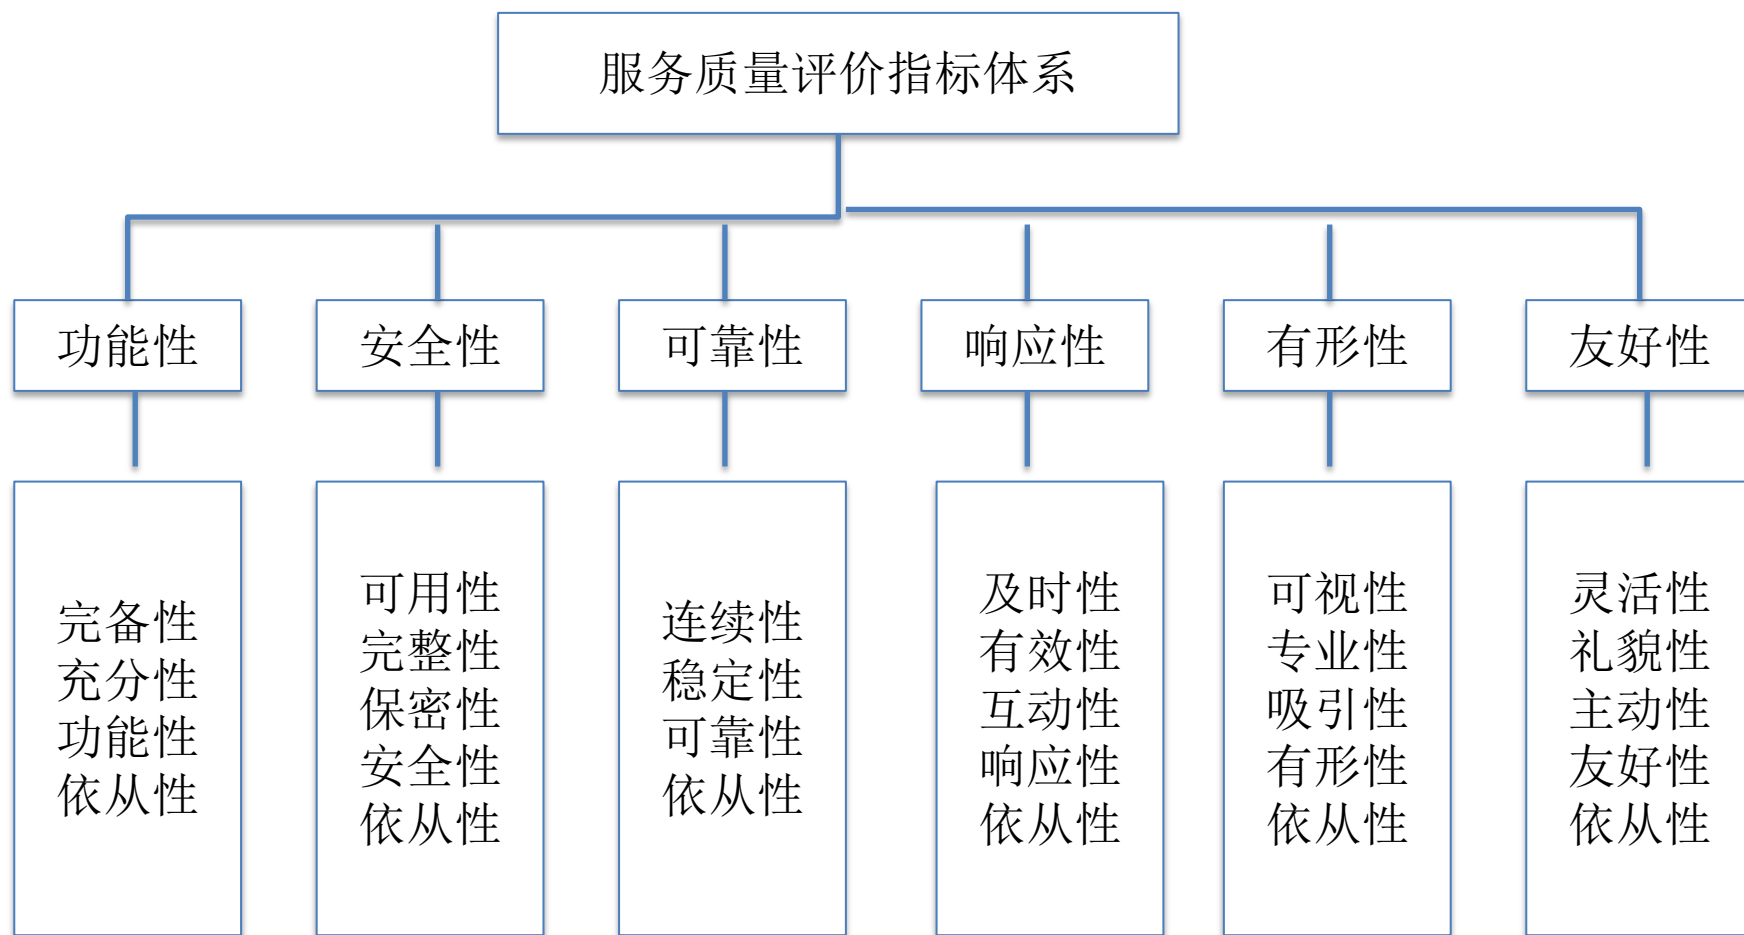 服务质量评价指标体系
功能性
安全性
可靠性
响应性
有形性
友好性
完备性
充分性
功能性
依从性
可用性
完整性
保密性
安全性
依从性
连续性
稳定性
可靠性
依从性
及时性
有效性
互动性
响应性
依从性
可视性
专业性
吸引性
有形性
依从性
灵活性
礼貌性
主动性
友好性
依从性